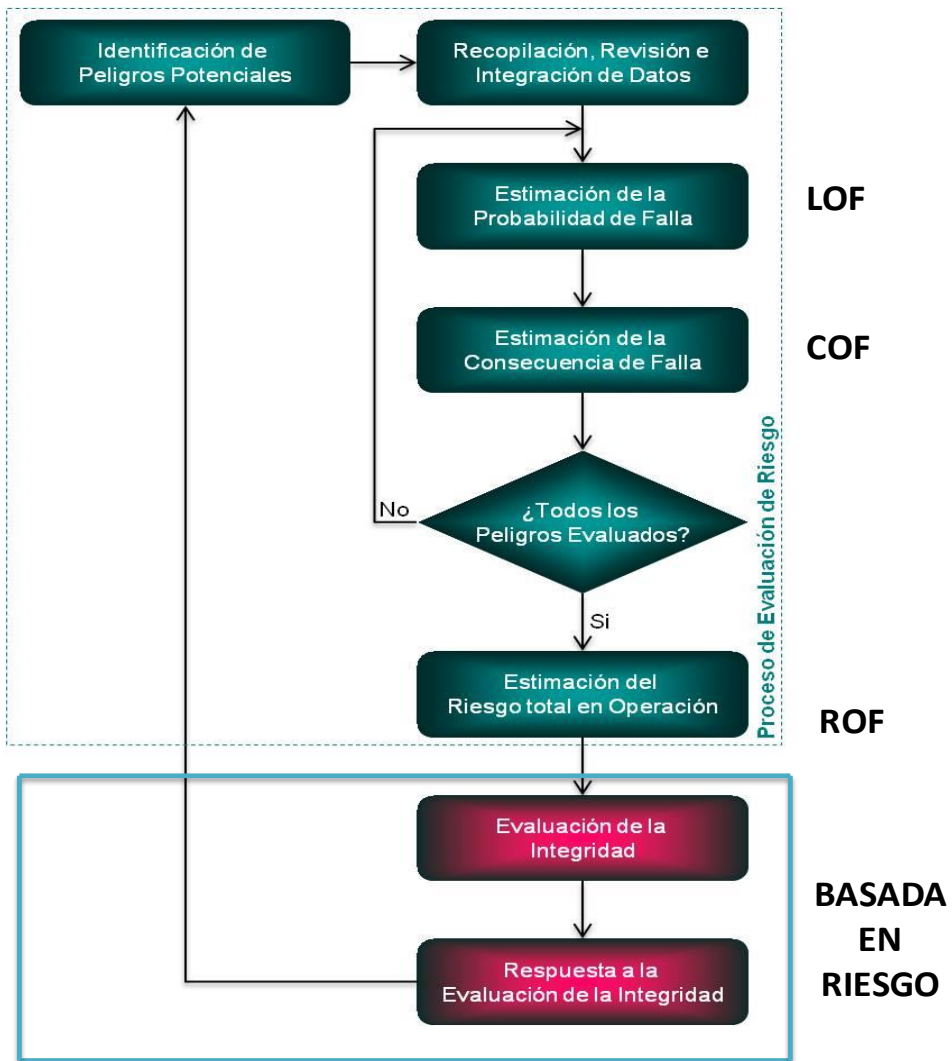 Identificación de
Peligros Potenciales
Recopilación, Revisión e
Integración de Datos
Estimación de la
Probabilidad de Falla
LOF
Estimación de la
Consecuencia de Falla
COF
¿Todos los
Peligros Evaluados?
No
Si
Proceso de Evaluación de Riesgo
Estimación del
Riesgo total en Operación
ROF
Evaluación de la
Integridad
Respuesta a la
Evaluación de la Integridad
BASADA
EN
RIESGO